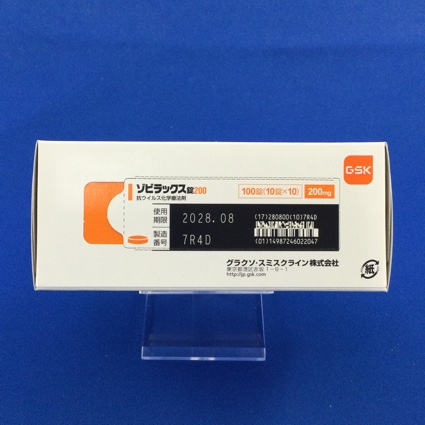 GSK
ゾビラックス錠200
抗ウイルス化学療法剤
100錠(10錠×10)
200mg
使用期限
2028.08
(17)280800(10)7R4D
製造番号
7R4D
(01)14987246022047
グラクソ・スミスクライン株式会社
東京都港区赤坂1-8-1
http://jp.gsk.com
紙